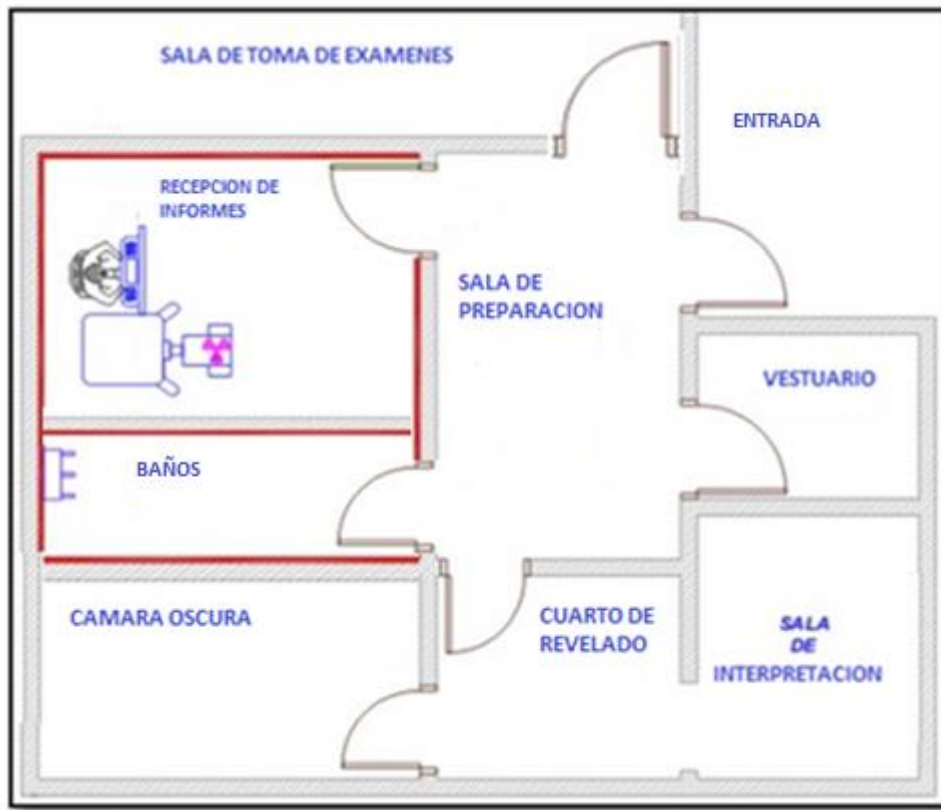 SALA DE TOMA DE EXAMENES
ENTRADA
RECEPCION DE
INFORMES
SALA DE
PREPARACION
VESTUARIO
BAÑOS
CAMARA OSCURA
CUARTO DE
REVELADO
SALA
DE
INTERPRETACION